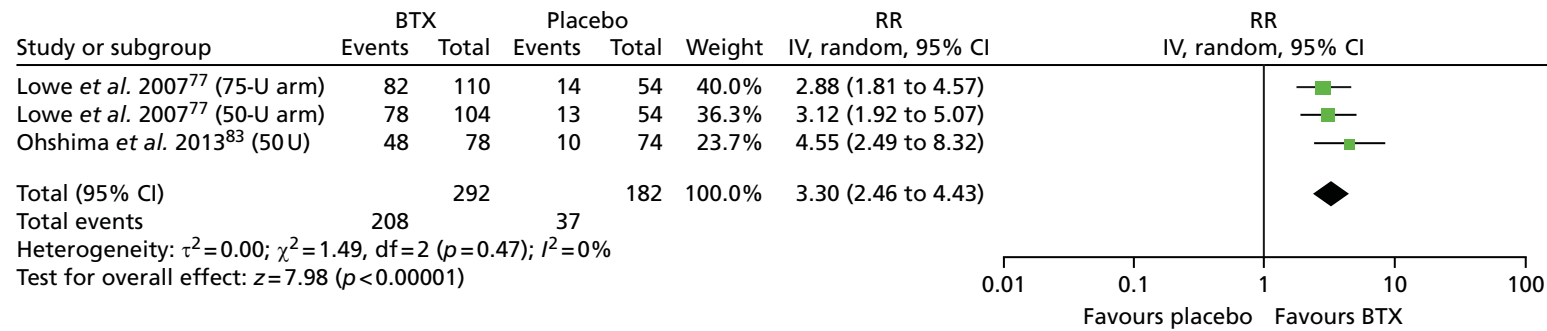 BTX Placebo RR RR
Study or subgroup Events Total Events Total Weight IV, random, 95% CI IV, random, 95% CI
Lowe et al. 2007⁷⁷ (75-U arm) 82 110 14 54 40.0% 2.88 (1.81 to 4.57)
Lowe et al. 2007⁷⁷ (50-U arm) 78 104 13 54 36.3% 3.12 (1.92 to 5.07)
Ohshima et al. 2013⁸³ (50 U) 48 78 10 74 23.7% 4.55 (2.49 to 8.32)
Total (95% CI) 292 182 100.0% 3.30 (2.46 to 4.43)
Total events 208 37
Heterogeneity: τ²=0.00; χ²=1.49, df=2 (p=0.47); I²=0%
Test for overall effect: z=7.98 (p<0.00001)
0.01 0.1 1 10 100
Favours placebo Favours BTX